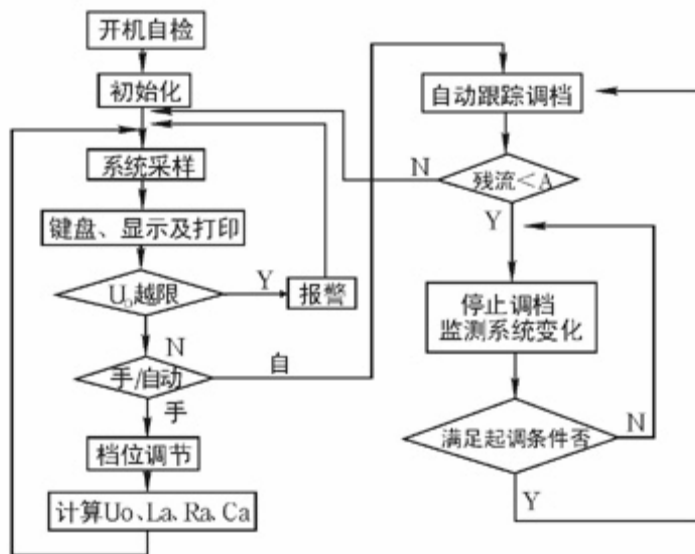 开机自检
初始化
系统采样
键盘、显示及打印
U₀越限
Y
报警
N
手/自动
自
手
档位调节
计算Uo、La、Ra、Ca
自动跟踪调档
残流<A
N
Y
停止调档
监测系统变化
满足起调条件否
N
Y